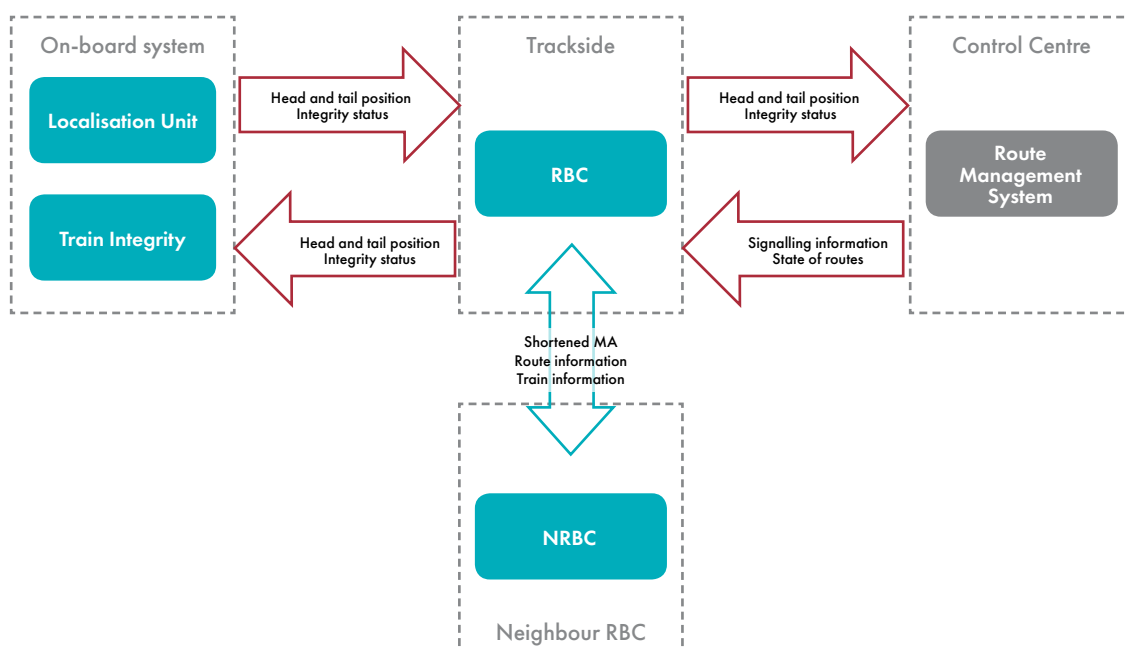 On-board system
Localisation Unit
Train Integrity
Head and tail position
Integrity status
Head and tail position
Integrity status
Trackside
RBC
Head and tail position
Integrity status
Signalling information
State of routes
Control Centre
Route
Management
System
Shortened MA
Route information
Train information
NRBC
Neighbour RBC